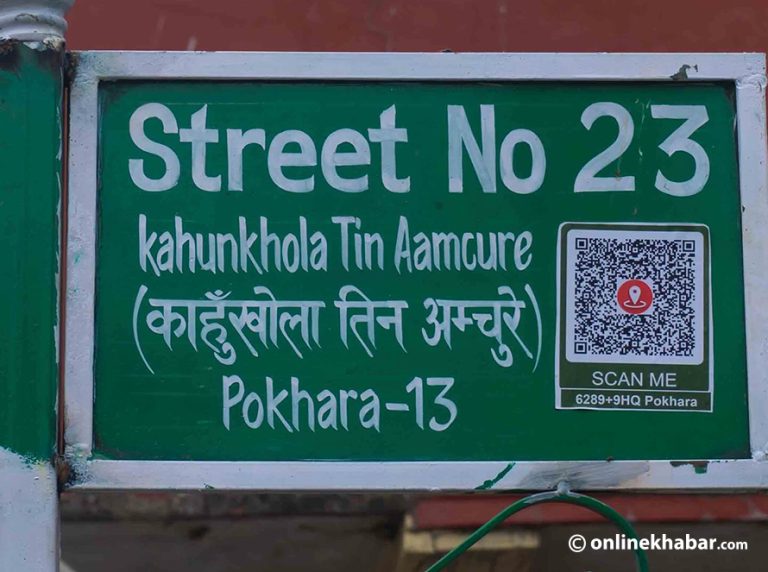 Street No 23
kahunkhola Tin Aamcure
(काहुँखोला तिन अम्चुरे)
Pokhara-13
SCAN ME
6289+9HQ Pokhara
© onlinekhabar.com